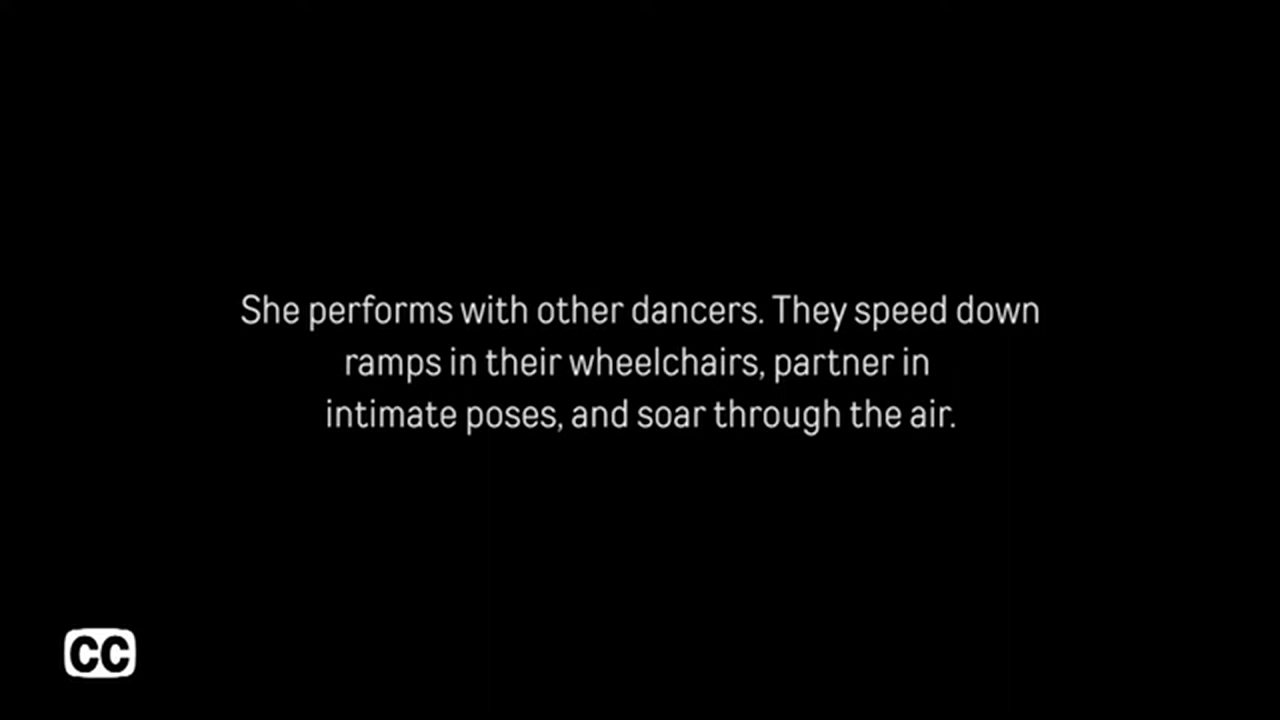 She performs with other dancers. They speed down
ramps in their wheelchairs, partner in
intimate poses, and soar through the air.
CC